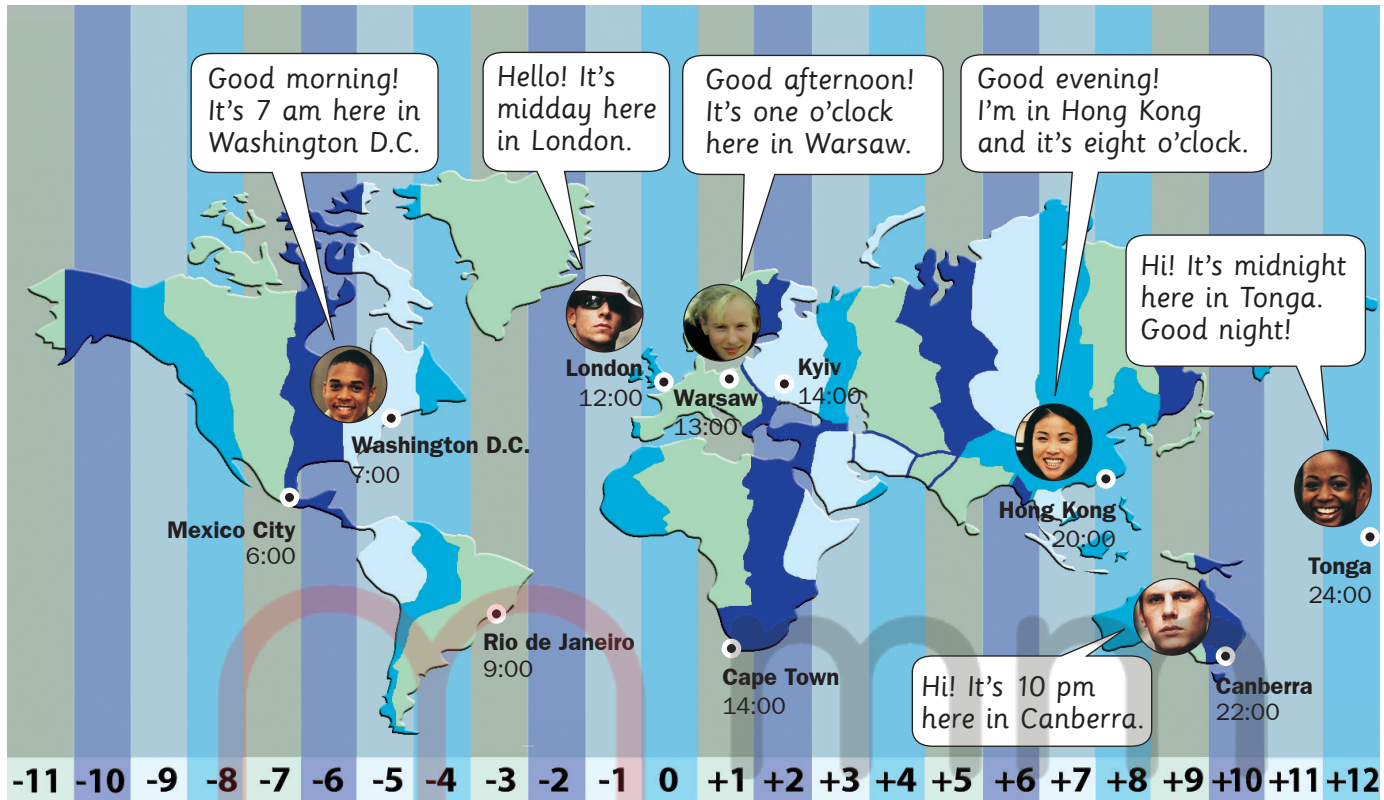 Good morning!
It's 7 am here in
Washington D.C.
Hello! It's
midday here
in London.
Good afternoon!
It's one o'clock
here in Warsaw.
Good evening!
I'm in Hong Kong
and it's eight o'clock.
Hi! It's midnight
here in Tonga.
Good night!
London
12:00
Warsaw
13:00
Kyiv
14:00
Washington D.C.
7:00
Mexico City
6:00
Hong Kong
20:00
Tonga
24:00
Rio de Janeiro
9:00
Cape Town
14:00
Hi! It's 10 pm
here in Canberra.
Canberra
22:00
-11 -10 -9 -8 -7 -6 -5 -4 -3 -2 -1 0 +1 +2 +3 +4 +5 +6 +7 +8 +9 +10 +11 +12